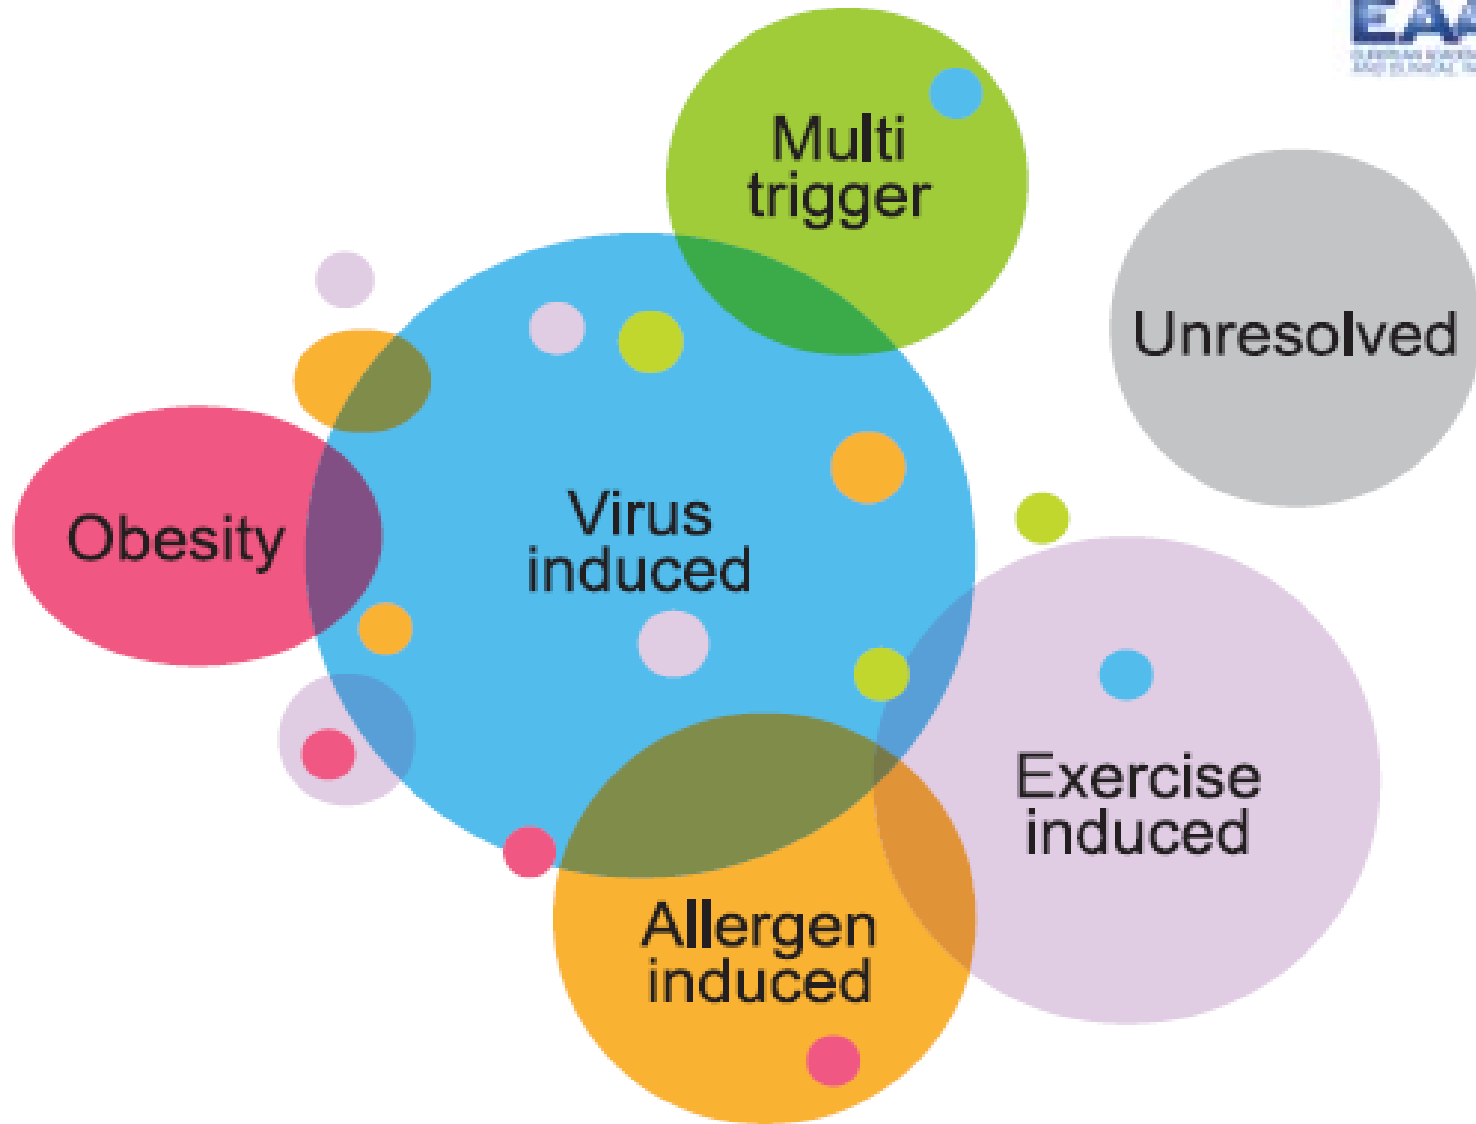 EAA
Multi
trigger
Unresolved
Obesity
Virus
induced
Exercise
induced
Allergen
induced